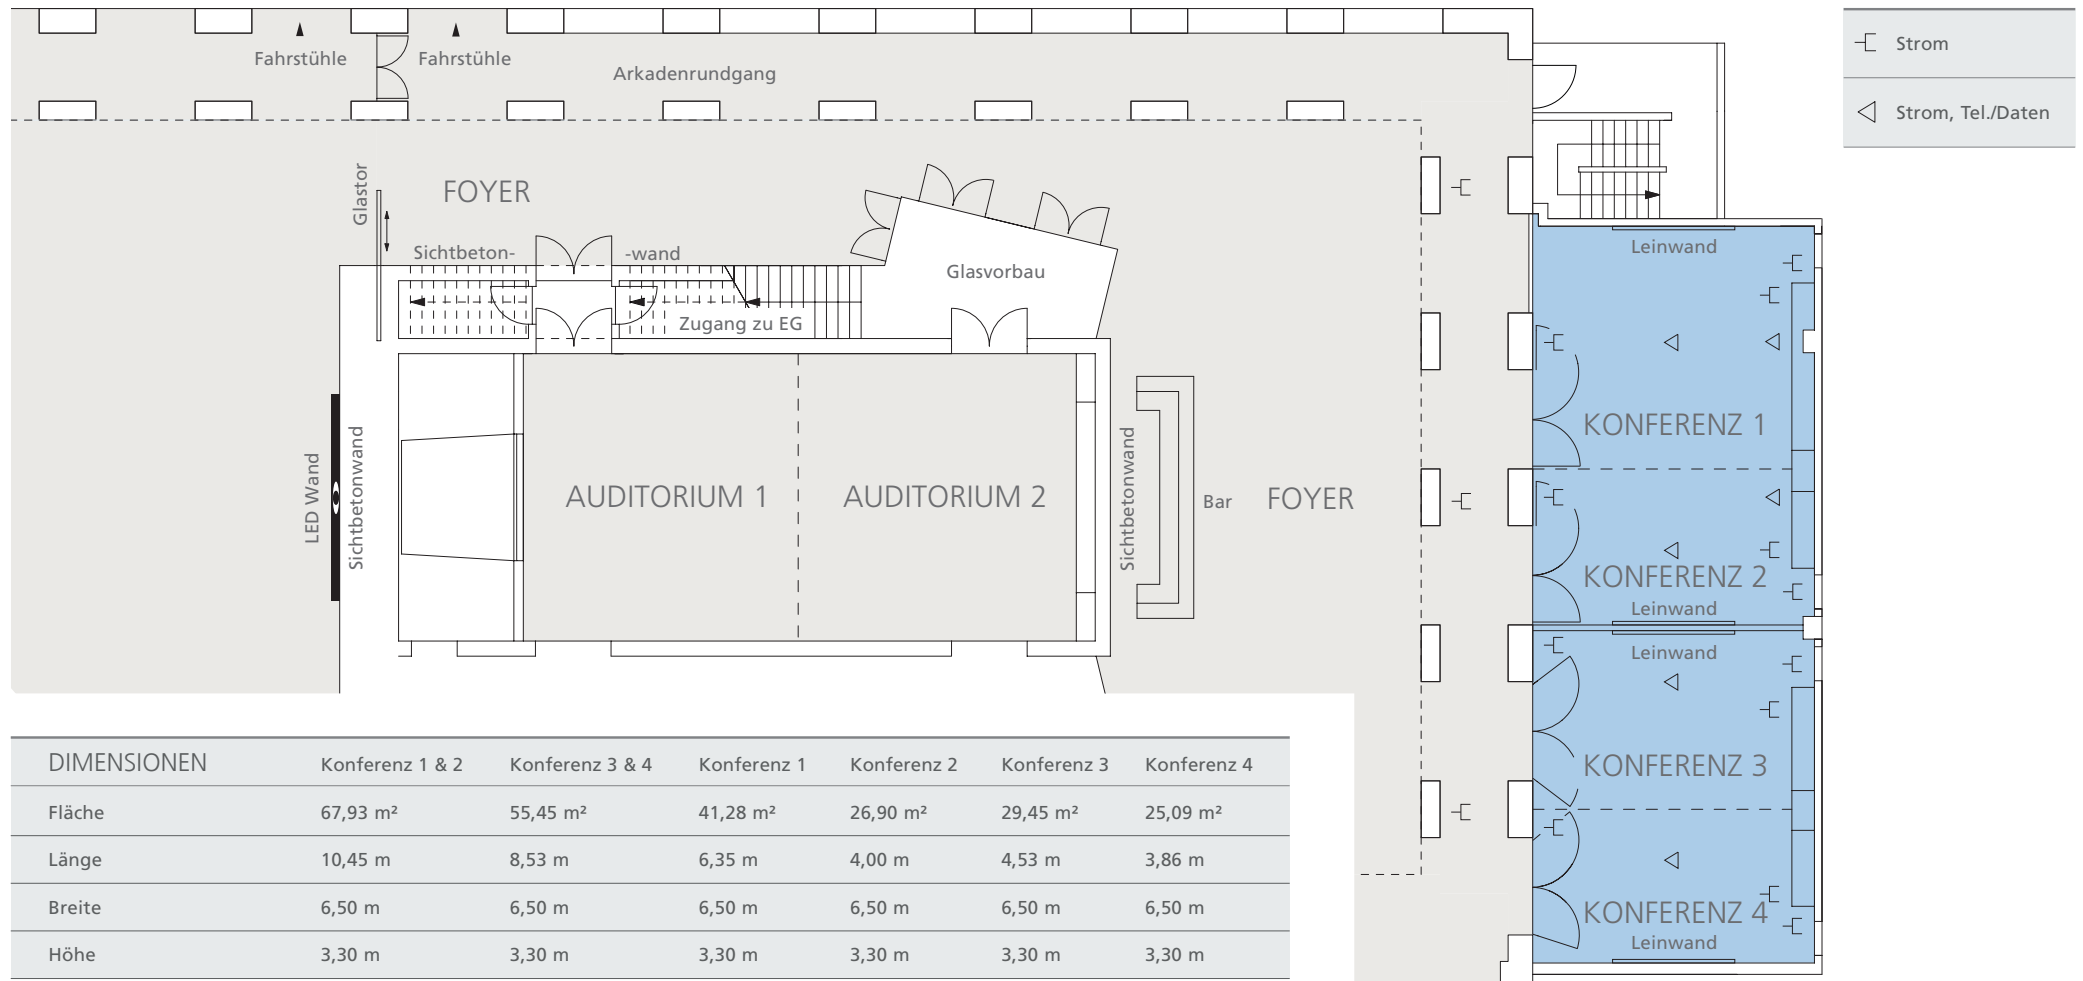 Fahrstühle
Fahrstühle
Arkadenrundgang
Strom
Strom, Tel./Daten
Glastor
FOYER
Sichtbeton-
-wand
Glasvorbau
Zugang zu EG
Leinwand
KONFERENZ 1
LED Wand
Sichtbetonwand
AUDITORIUM 1
AUDITORIUM 2
Sichtbetonwand
Bar
FOYER
KONFERENZ 2
Leinwand
Leinwand
KONFERENZ 3
KONFERENZ 4
Leinwand
DIMENSIONEN Konferenz 1 & 2 Konferenz 3 & 4 Konferenz 1 Konferenz 2 Konferenz 3 Konferenz 4
Fläche 67,93 m² 55,45 m² 41,28 m² 26,90 m² 29,45 m² 25,09 m²
Länge 10,45 m 8,53 m 6,35 m 4,00 m 4,53 m 3,86 m
Breite 6,50 m 6,50 m 6,50 m 6,50 m 6,50 m 6,50 m
Höhe 3,30 m 3,30 m 3,30 m 3,30 m 3,30 m 3,30 m